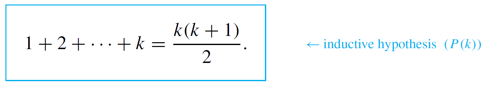 1 + 2 + · · · + k = k(k + 1)/2. ← inductive hypothesis (P(k))